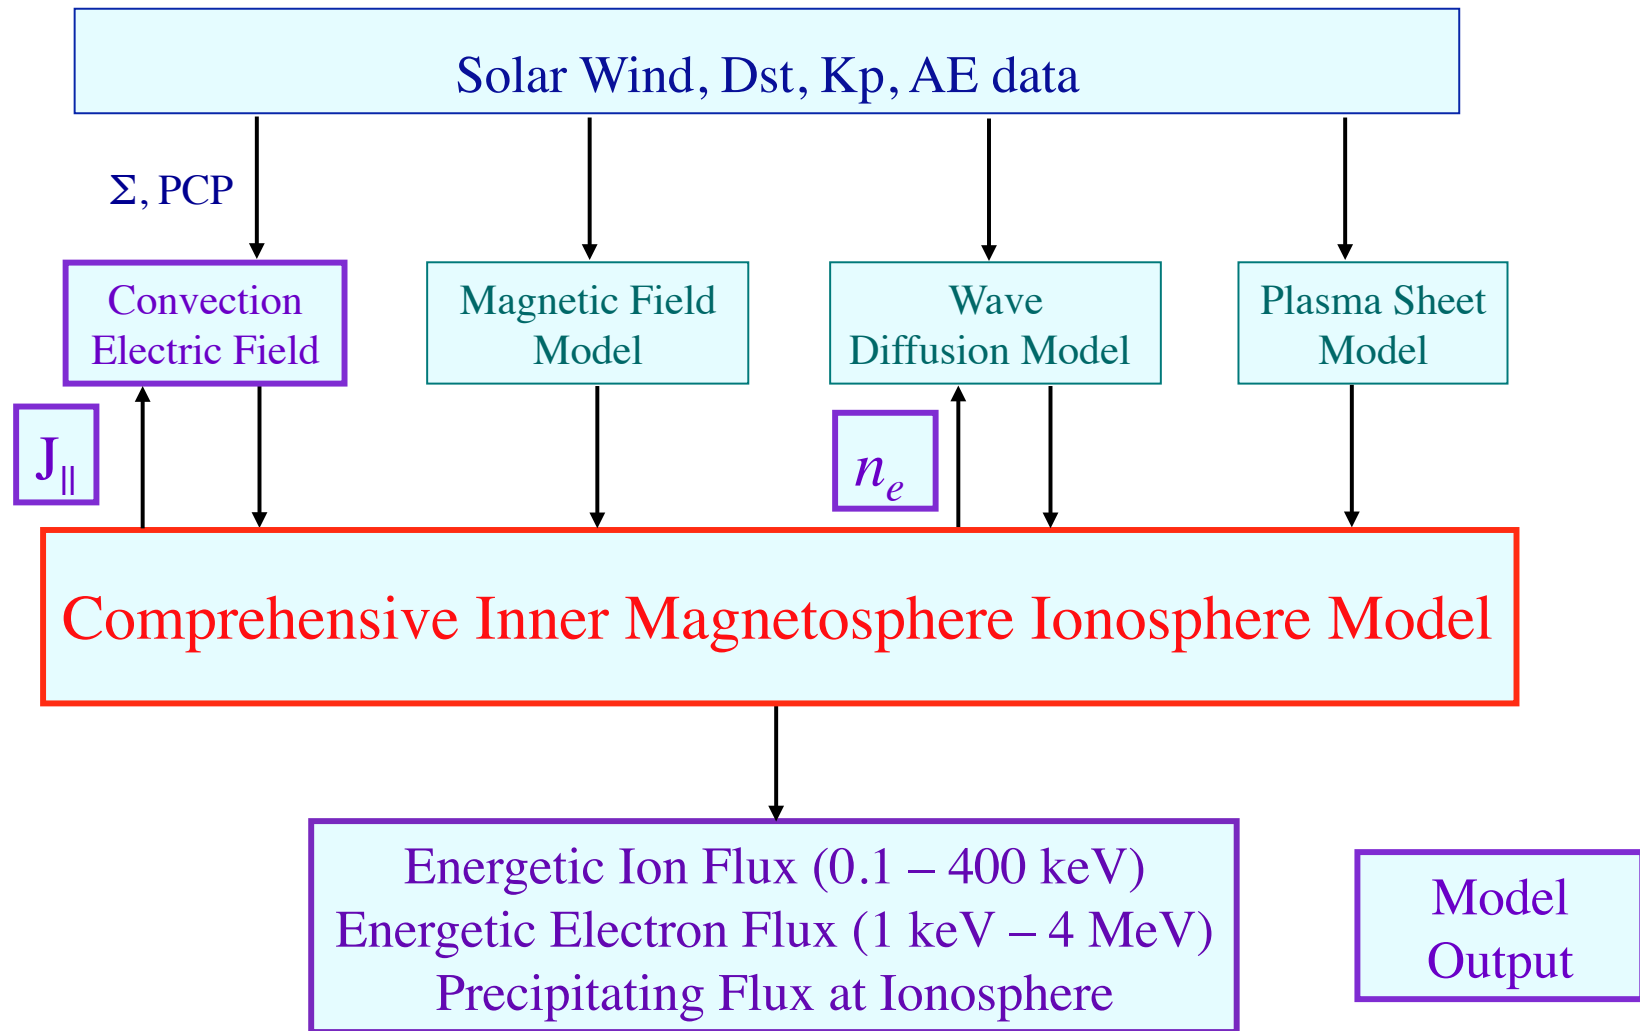 Solar Wind, Dst, Kp, AE data
Σ, PCP
Convection
Electric Field
Magnetic Field
Model
Wave
Diffusion Model
Plasma Sheet
Model
J||
nₑ
Comprehensive Inner Magnetosphere Ionosphere Model
Energetic Ion Flux (0.1 – 400 keV)
Energetic Electron Flux (1 keV – 4 MeV)
Precipitating Flux at Ionosphere
Model
Output